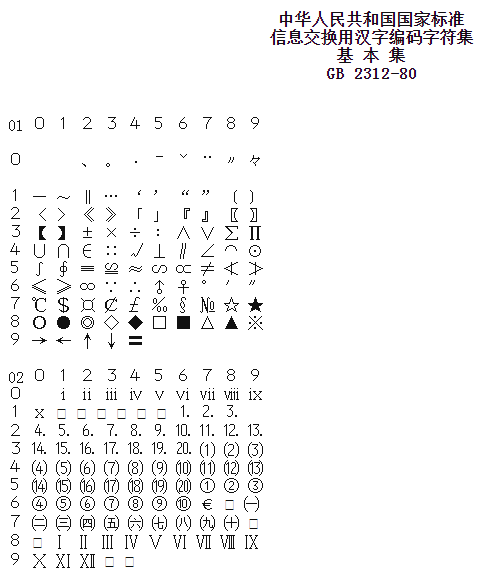 中华人民共和国国家标准
信息交换用汉字编码字符集
基 本 集
GB 2312-80
01 0 1 2 3 4 5 6 7 8 9
0 、 。 · ˉ ˇ ¨ 〃 々
1 — ～ ‖ … ‘ ’ “ ” 〔 〕
2 〈 〉 《 》 「 」 『 』 〖 〗
3 【 】 ± × ÷ ∶ ∧ ∨ ∑ ∏
4 ∪ ∩ ∈ ∷ √ ⊥ ∥ ∠ ⌒ ⊙
5 ∫ ∮ ≡ ≌ ≈ ∽ ∝ ≠ ≮ ≯
6 ≤ ≥ ∞ ∵ ∴ ♂ ♀ ° ′ ″
7 ℃ $ ¤ ￠ £ ‰ § № ☆ ★
8 ○ ● ◎ ◇ ◆ □ ■ △ ▲ ※
9 → ← ↑ ↓ 〓
02 0 1 2 3 4 5 6 7 8 9
0 ⅰ ⅱ ⅲ ⅳ ⅴ ⅵ ⅶ ⅷ ⅸ
1 ⅹ □ □ □ □ □ ⒈ ⒉ ⒊
2 ⒋ ⒌ ⒍ ⒎ ⒏ ⒐ ⒑ ⒒ ⒓ ⒔
3 ⒕ ⒖ ⒗ ⒘ ⒙ ⒚ ⒛ ⑴ ⑵ ⑶
4 ⑷ ⑸ ⑹ ⑺ ⑻ ⑼ ⑽ ⑾ ⑿ ⒀
5 ⒁ ⒂ ⒃ ⒄ ⒅ ⒆ ⒇ ① ② ③
6 ④ ⑤ ⑥ ⑦ ⑧ ⑨ ⑩ € □ ㈠
7 ㈡ ㈢ ㈣ ㈤ ㈥ ㈦ ㈧ ㈨ ㈩ □
8 □ Ⅰ Ⅱ Ⅲ Ⅳ Ⅴ Ⅵ Ⅶ Ⅷ Ⅸ
9 Ⅹ Ⅺ Ⅻ □ □